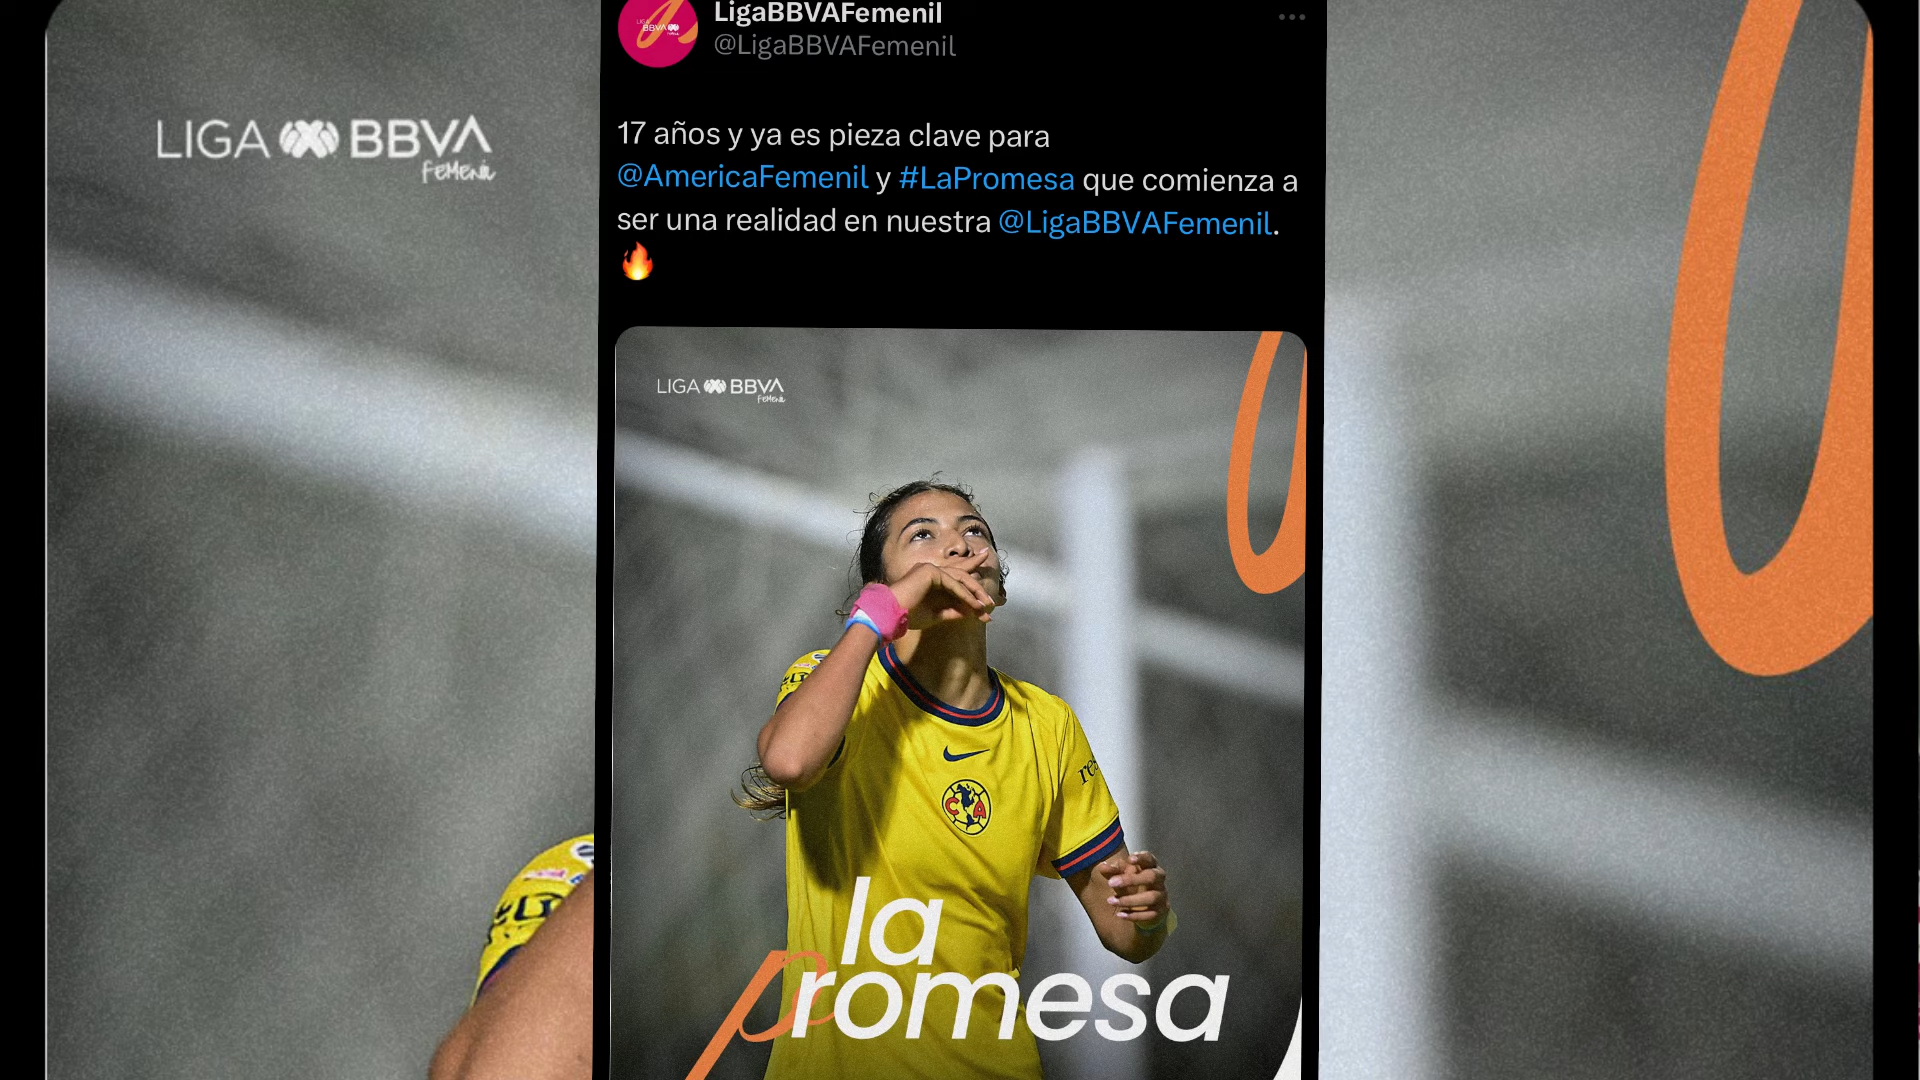 LIGA BBVA
Femenil
LigaBBVAFemenil
@LigaBBVAFemenil
17 años y ya es pieza clave para
@AmericaFemenil y #LaPromesa que comienza a
ser una realidad en nuestra @LigaBBVAFemenil.
🔥
LIGA BBVA
Femenil
CA
la
promesa